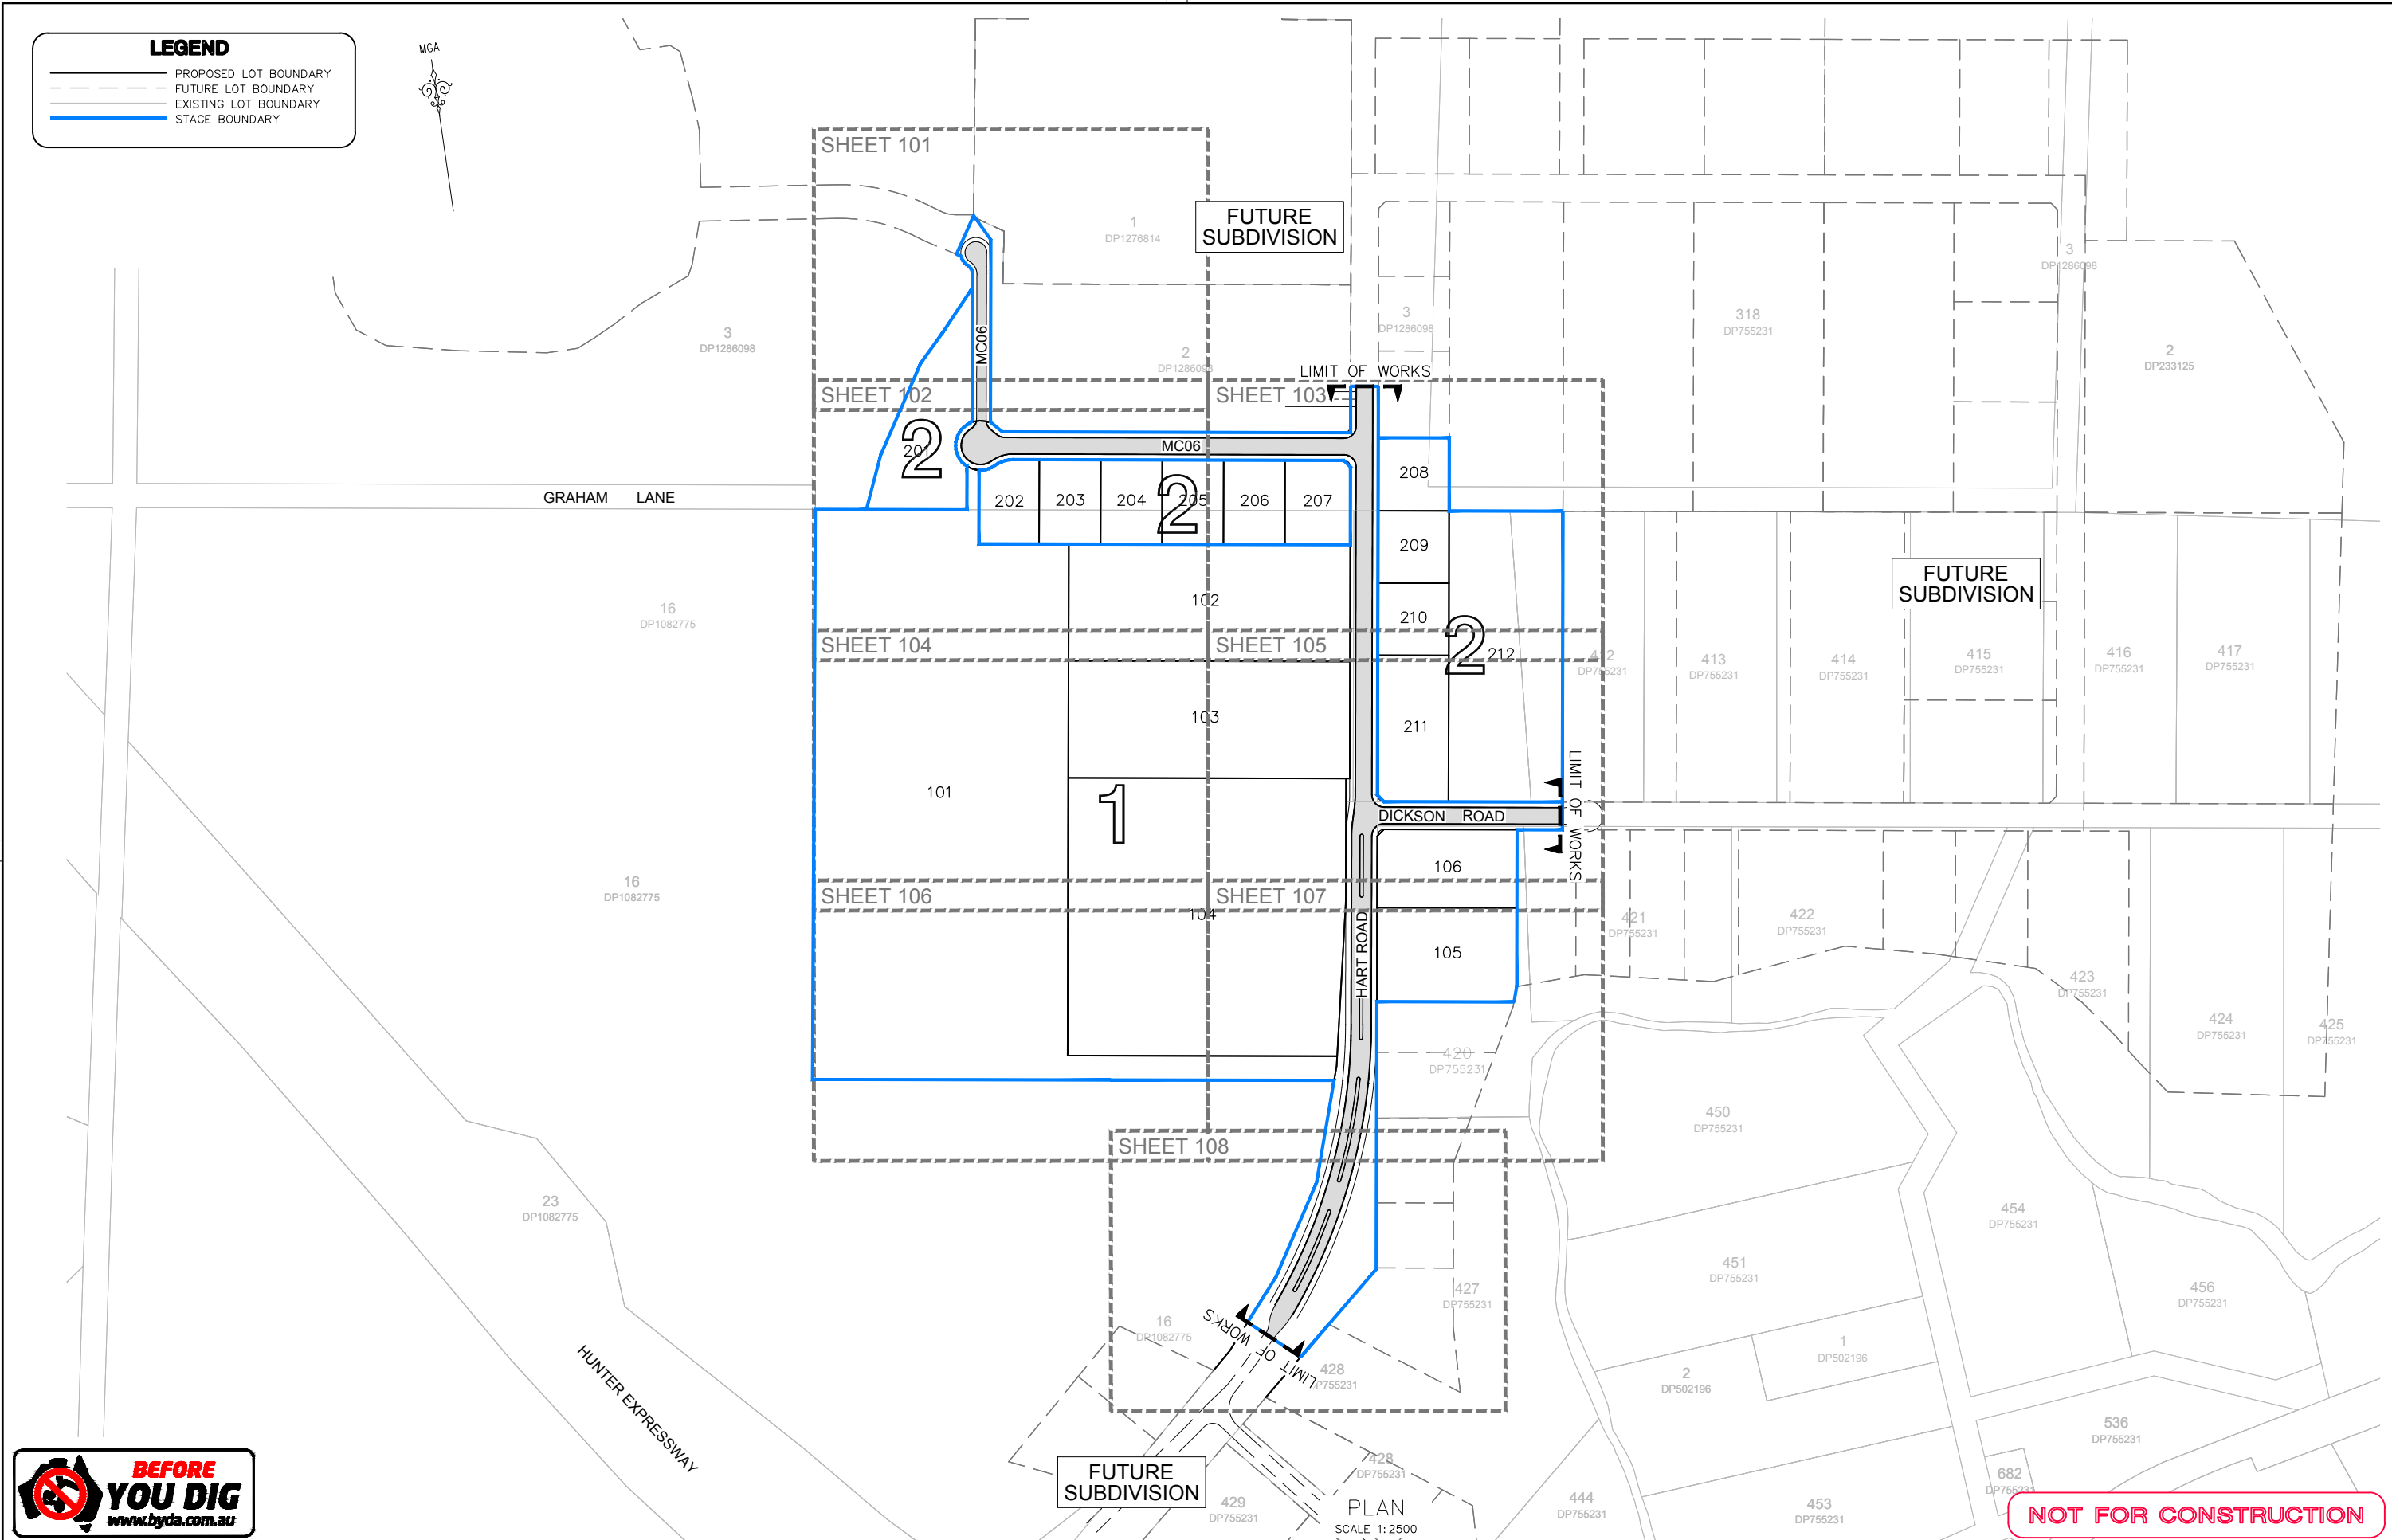 LEGEND
PROPOSED LOT BOUNDARY
FUTURE LOT BOUNDARY
EXISTING LOT BOUNDARY
STAGE BOUNDARY
MGA
SHEET 101
1
DP1276814
FUTURE
SUBDIVISION
3
DP1286098
3
DP1286098
3
DP1286098
318
DP755231
2
DP233125
2
DP1286098
MC06
LIMIT OF WORKS
SHEET 102
SHEET 103
2
201
MC06
208
GRAHAM LANE
202
203
204
205
206
207
2
209
102
210
2
212
FUTURE
SUBDIVISION
16
DP1082775
SHEET 104
SHEET 105
412
DP755231
413
DP755231
414
DP755231
415
DP755231
416
DP755231
417
DP755231
103
211
101
1
LIMIT OF WORKS
DICKSON ROAD
106
16
DP1082775
SHEET 106
SHEET 107
104
HART ROAD
105
421
DP755231
422
DP755231
423
DP755231
424
DP755231
425
DP755231
420
DP755231
450
DP755231
SHEET 108
23
DP1082775
454
DP755231
451
DP755231
427
DP755231
456
DP755231
16
DP1082775
LIMIT OF WORKS
1
DP502196
2
DP502196
428
DP755231
HUNTER EXPRESSWAY
536
DP755231
428
DP755231
FUTURE
SUBDIVISION
429
DP755231
682
DP755231
444
DP755231
453
DP755231
PLAN
SCALE 1:2500
BEFORE
YOU DIG
www.byda.com.au
NOT FOR CONSTRUCTION